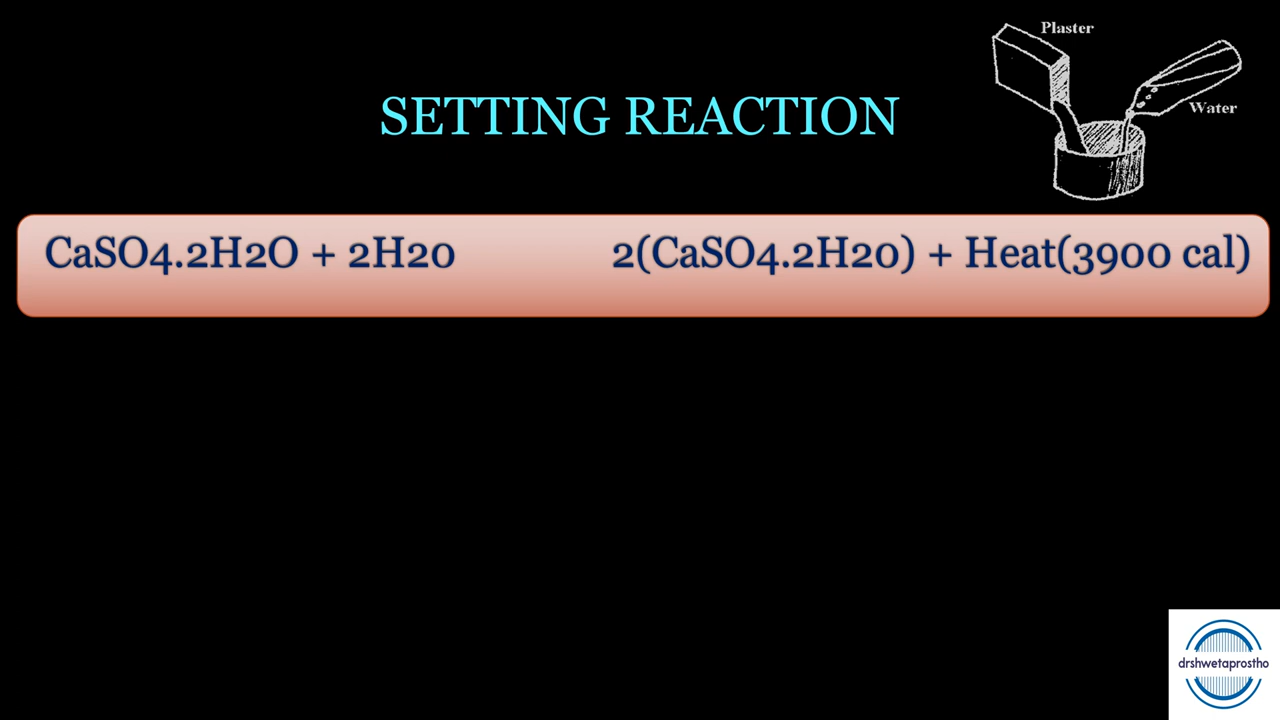 Plaster
Water
SETTING REACTION
CaSO4.2H2O + 2H20 2(CaSO4.2H20) + Heat(3900 cal)
drshwetaprostho